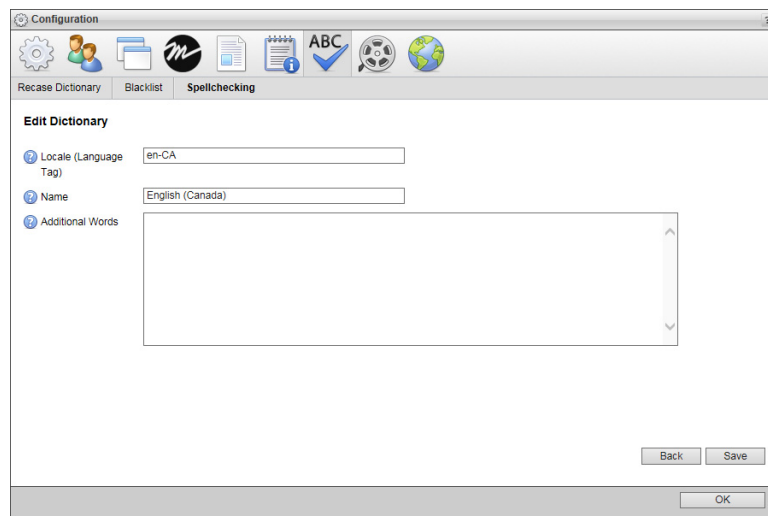 Configuration
ABC
Recase Dictionary Blacklist Spellchecking
Edit Dictionary
Locale (Language
Tag)
en-CA
Name
English (Canada)
Additional Words
Back Save
OK